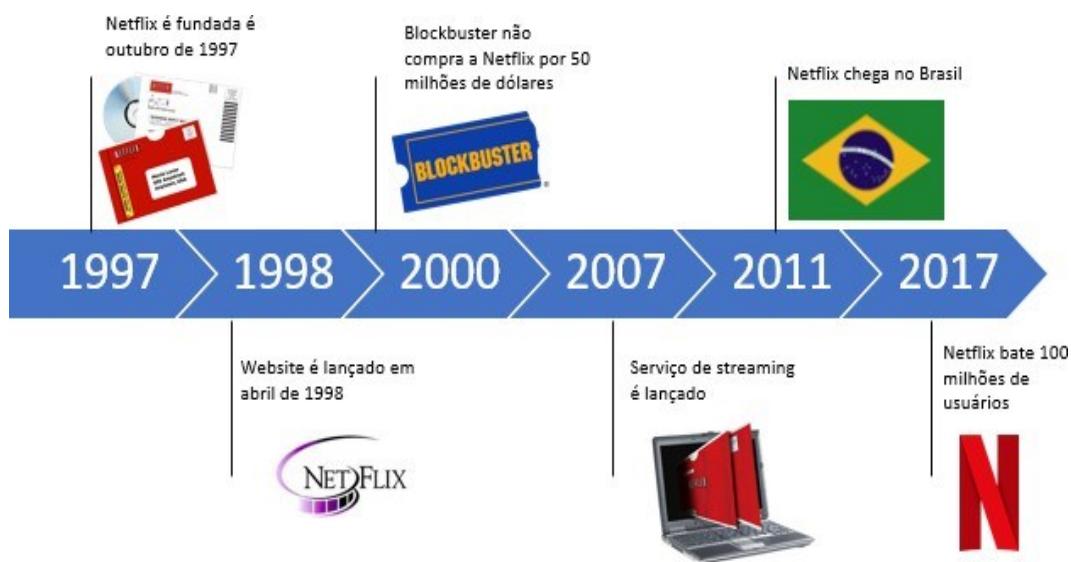 Netflix é fundada é
outubro de 1997
Blockbuster não
compra a Netflix por 50
milhões de dólares
Netflix chega no Brasil
NETFLIX
BLOCKBUSTER
1997
1998
2000
2007
2011
2017
Website é lançado em
abril de 1998
Serviço de streaming
é lançado
Netflix bate 100
milhões de
usuários
NETFLIX
N